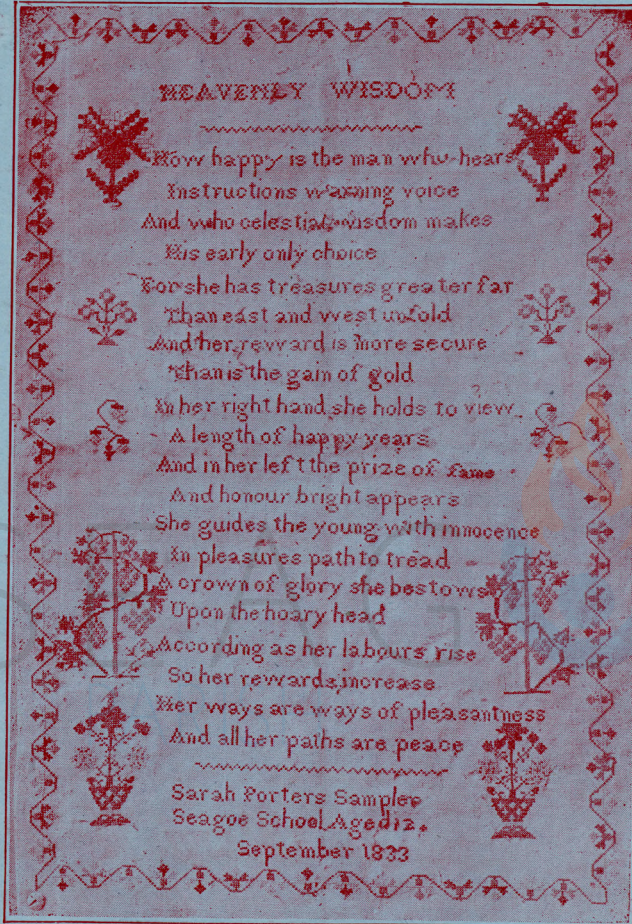 HEAVENLY WISDOM
How happy is the man who hears
Instructions warning voice
And who celestial wisdom makes
His early only choice
For she has treasures greater far
Than east and west unfold
And her reward is more secure
Than is the gain of gold
In her right hand she holds to view
A length of happy years
And in her left the prize of fame
And honour bright appears
She guides the young with innocence
In pleasures path to tread
A crown of glory she bestows
Upon the hoary head
According as her labours rise
So her rewards increase
Her ways are ways of pleasantness
And all her paths are peace
Sarah Porters Sampler
Seagoe School Aged 12.
September 1833